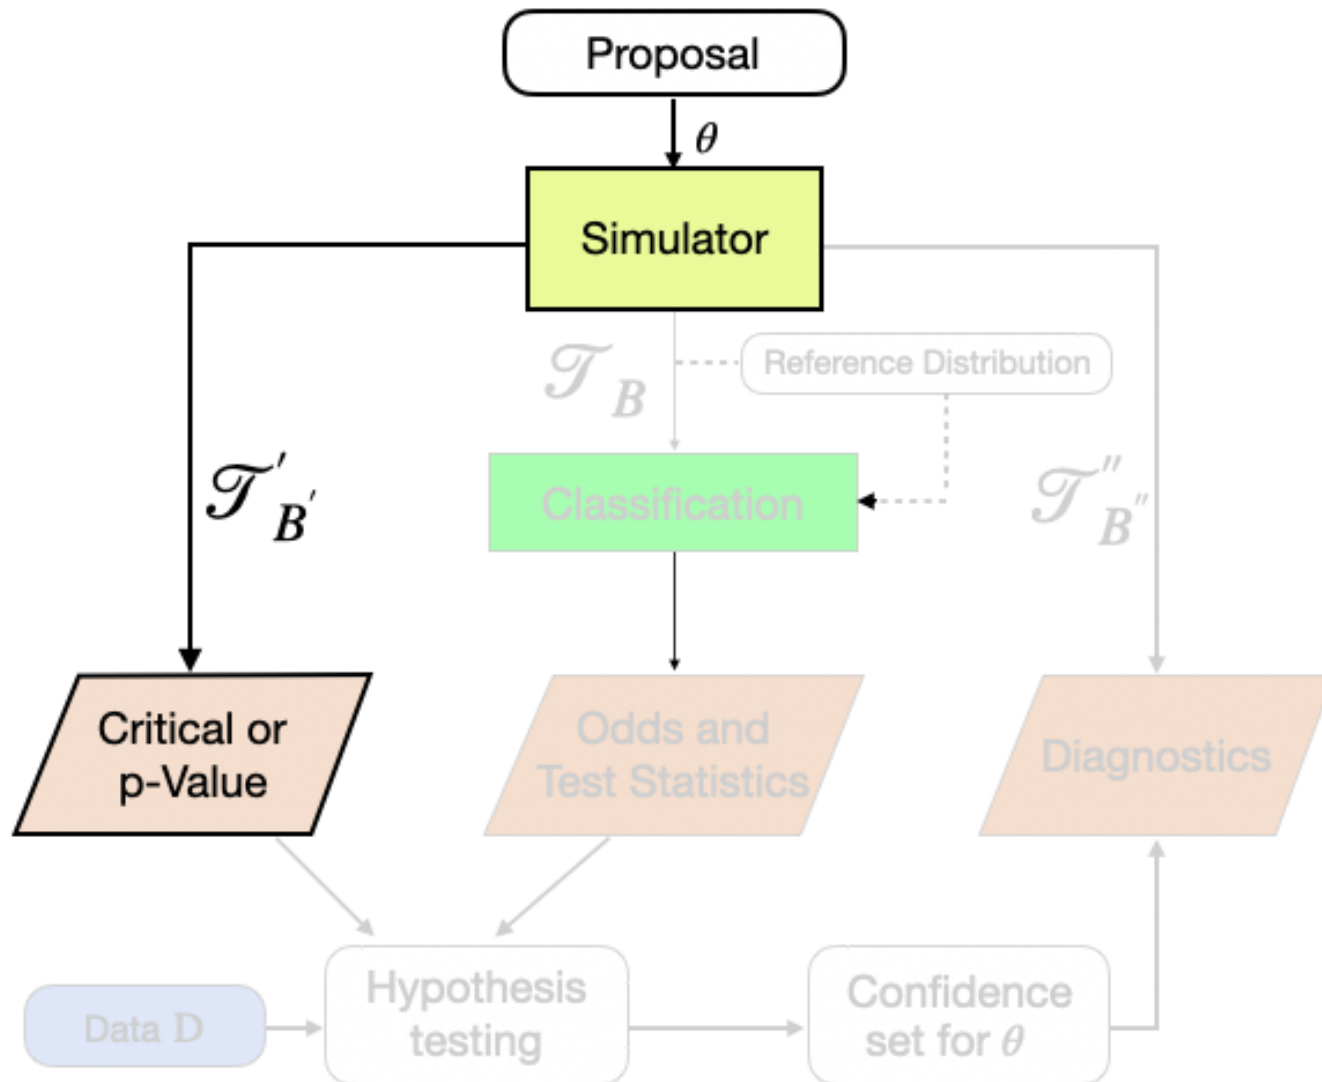 Proposal
θ
Simulator
𝒯 B
Reference Distribution
𝒯′ B′
Classification
𝒯″ B″
Critical or
p-Value
Odds and
Test Statistics
Diagnostics
Data D
Hypothesis
testing
Confidence
set for θ